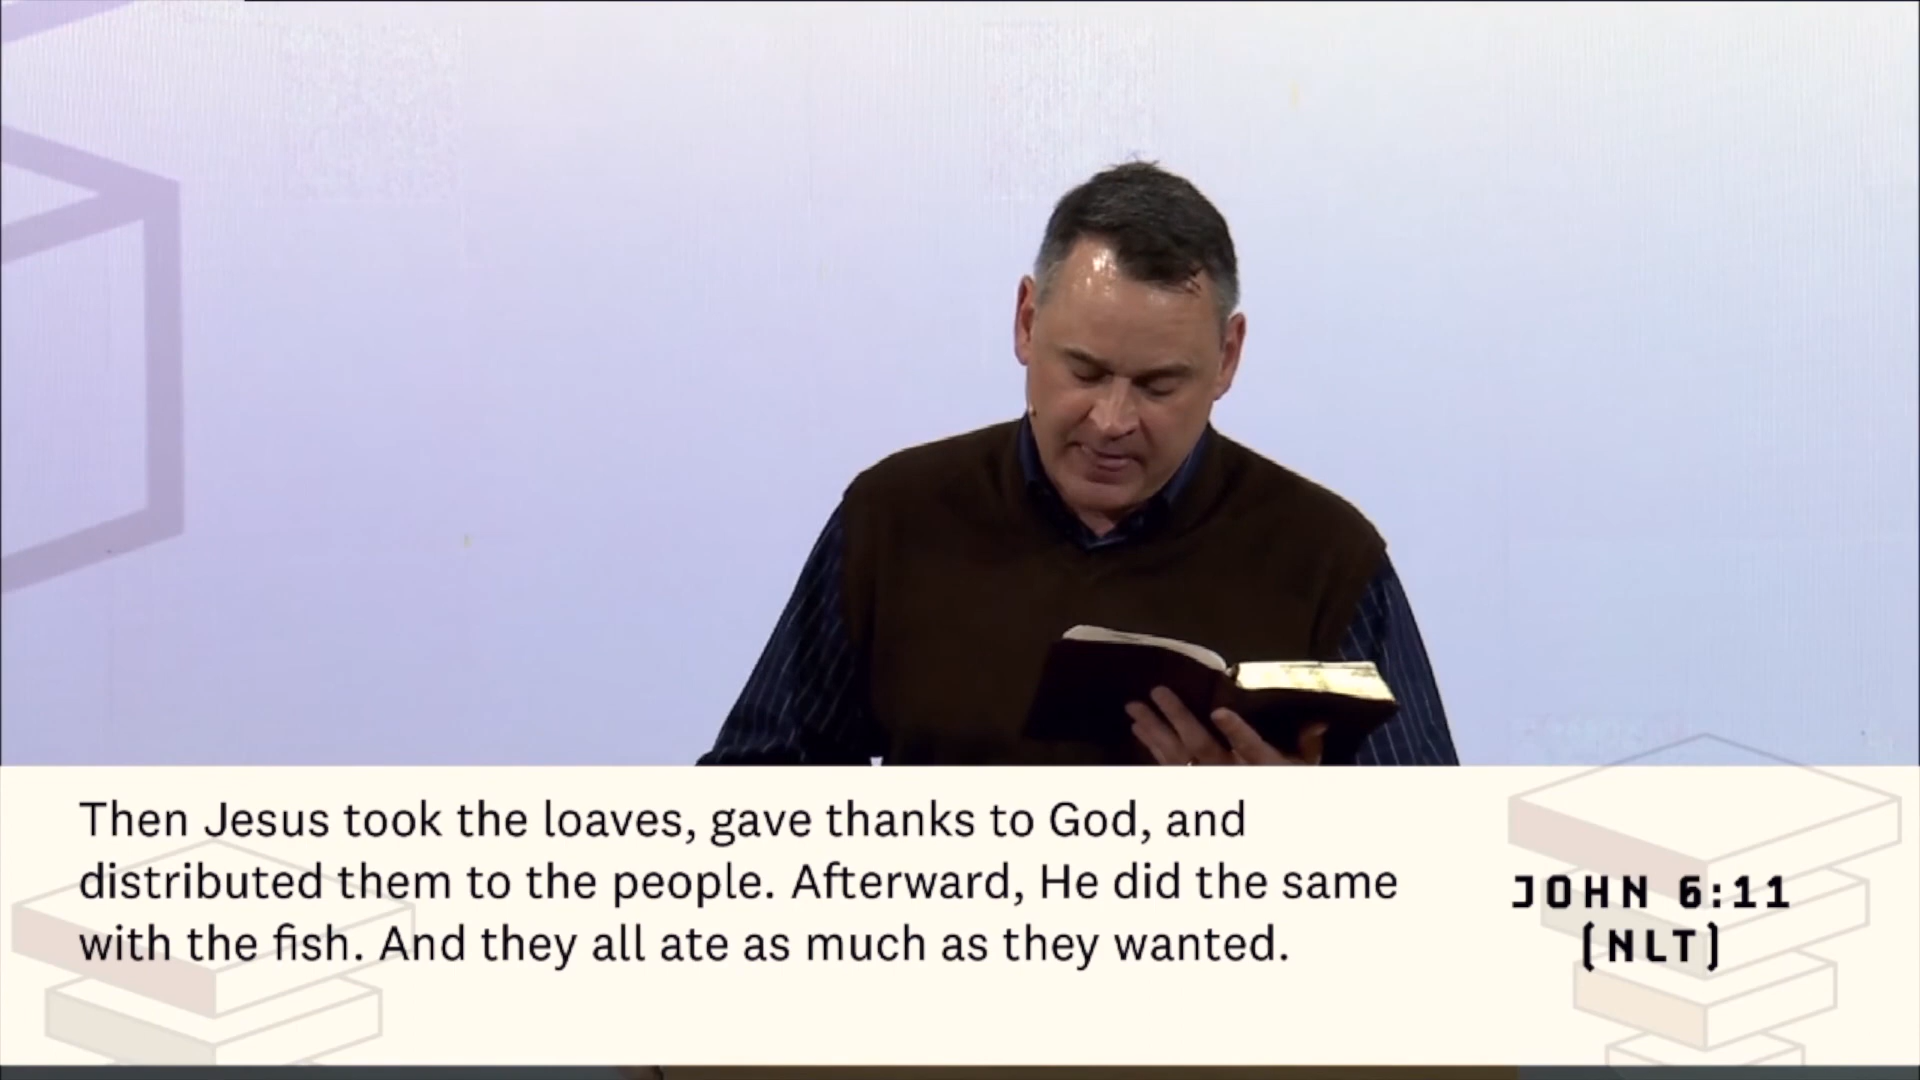 Then Jesus took the loaves, gave thanks to God, and
distributed them to the people. Afterward, He did the same
with the fish. And they all ate as much as they wanted.
JOHN 6:11
(NLT)